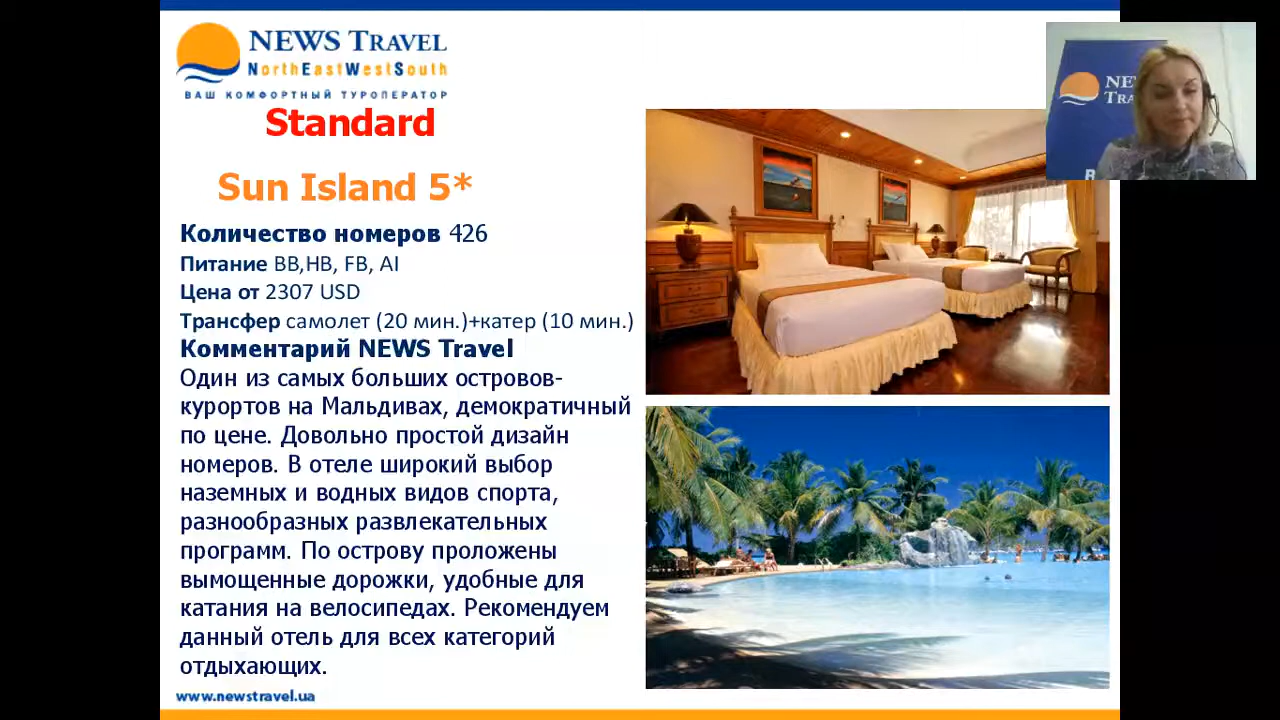 NEWS TRAVEL
NorthEastWestSouth
ВАШ КОМФОРТНЫЙ ТУРОПЕРАТОР
Standard
Sun Island 5*
Количество номеров 426
Питание BB,HB, FB, AI
Цена от 2307 USD
Трансфер самолет (20 мин.)+катер (10 мин.)
Комментарий NEWS Travel
Один из самых больших островов-
курортов на Мальдивах, демократичный
по цене. Довольно простой дизайн
номеров. В отеле широкий выбор
наземных и водных видов спорта,
разнообразных развлекательных
программ. По острову проложены
вымощенные дорожки, удобные для
катания на велосипедах. Рекомендуем
данный отель для всех категорий
отдыхающих.
www.newstravel.ua